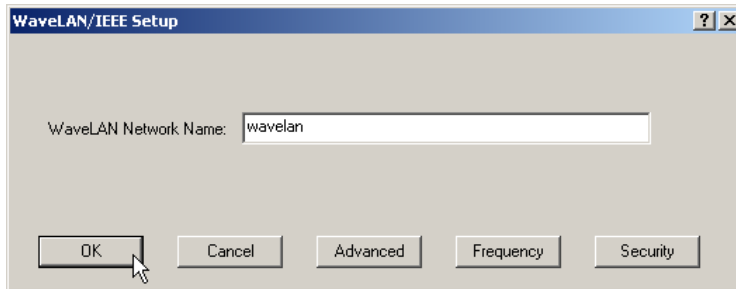 WaveLAN/IEEE Setup
WaveLAN Network Name: wavelan
OK Cancel Advanced Frequency Security